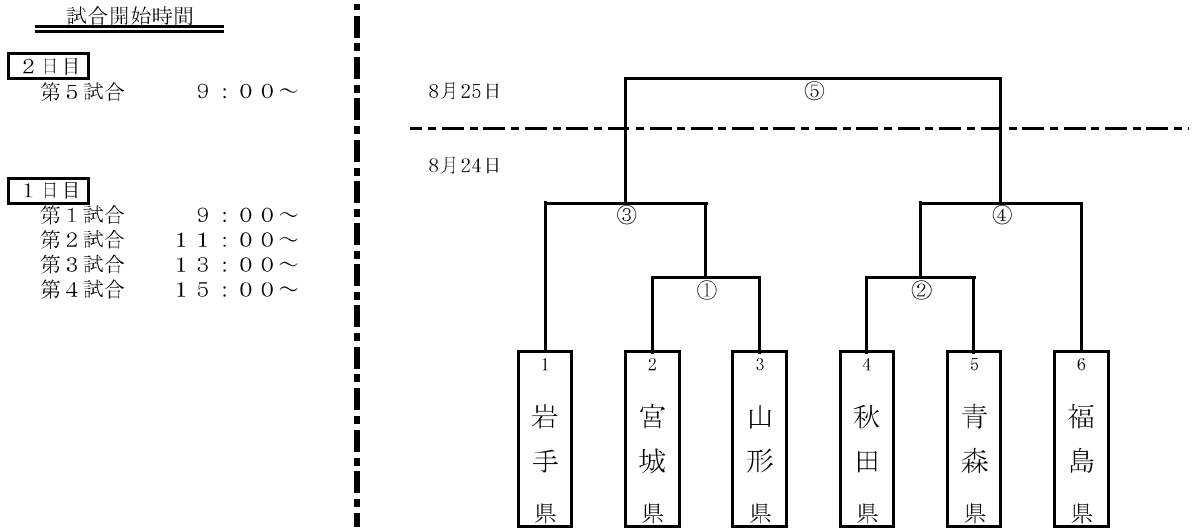 試合開始時間
２日目
第５試合　　　９：００～
１日目
第１試合　　　９：００～
第２試合　　１１：００～
第３試合　　１３：００～
第４試合　　１５：００～
8月25日
⑤
8月24日
③
④
①
②
1
岩手県
2
宮城県
3
山形県
4
秋田県
5
青森県
6
福島県